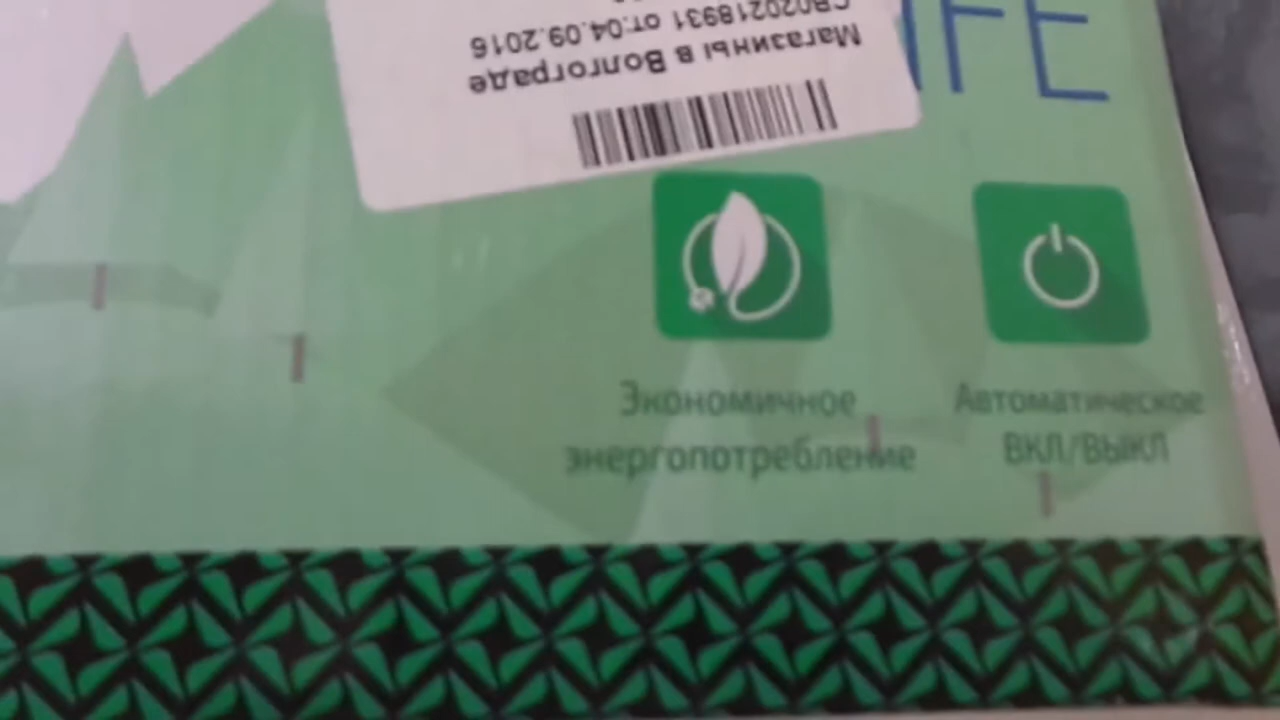 Магазины в Волгограде
СВ020218931 от.04.09.2016
IFE
Экономичное
энергопотребление
Автоматическое
ВКЛ/ВЫКЛ